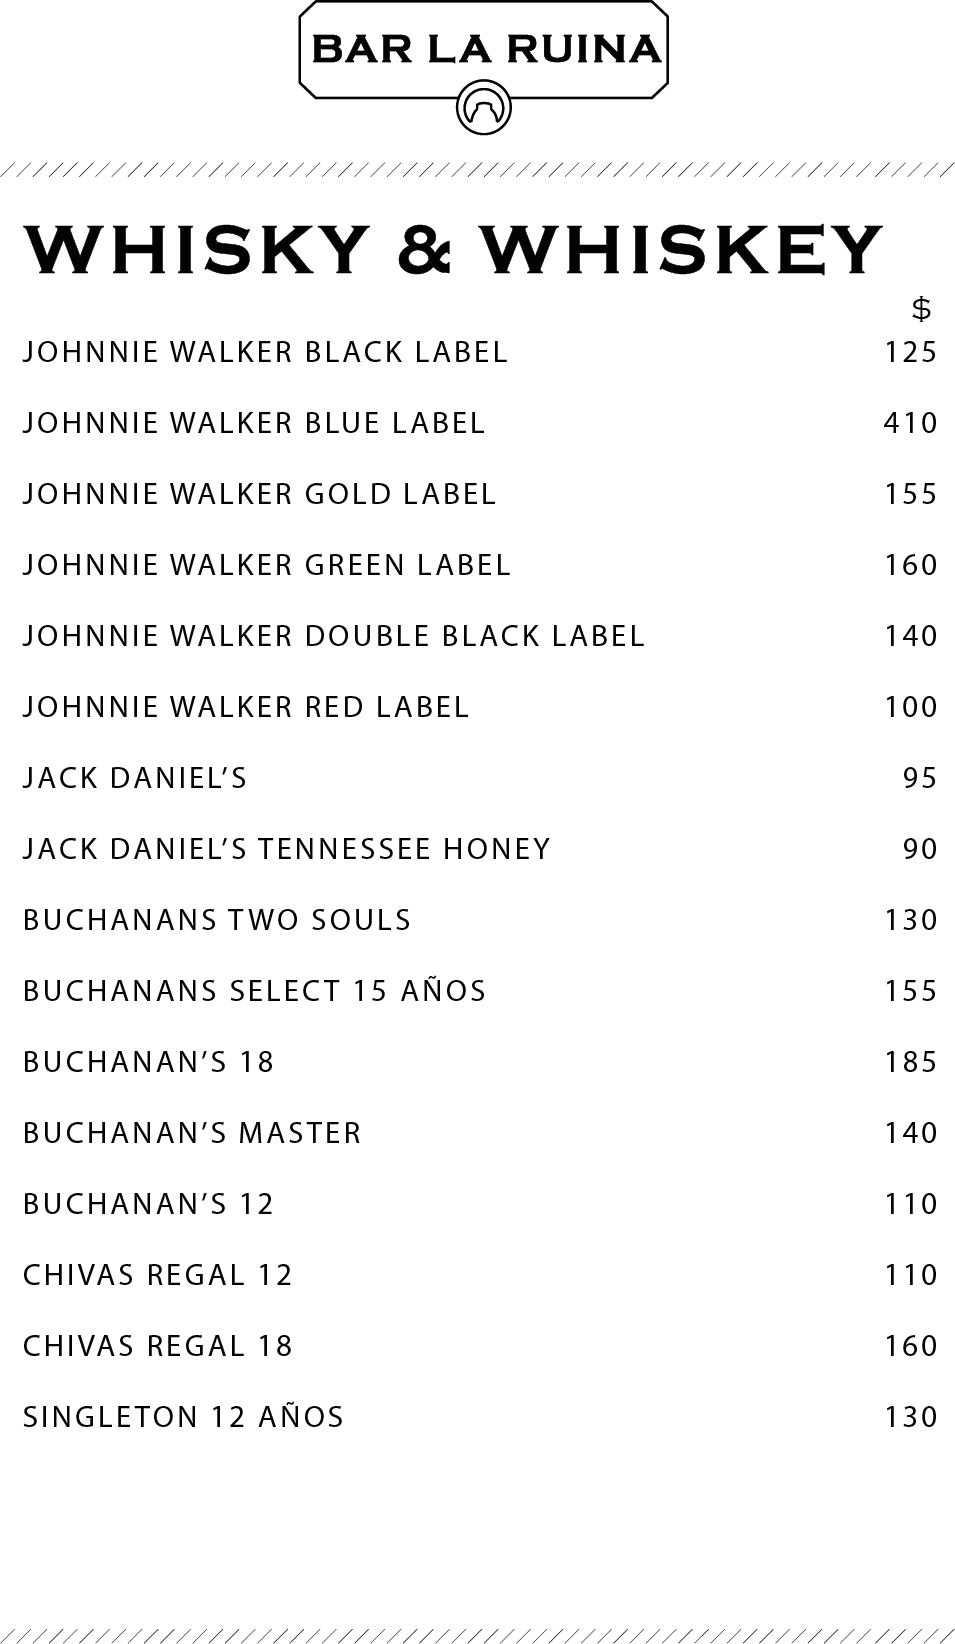 BAR LA RUINA
WHISKY & WHISKEY
$
JOHNNIE WALKER BLACK LABEL 125
JOHNNIE WALKER BLUE LABEL 410
JOHNNIE WALKER GOLD LABEL 155
JOHNNIE WALKER GREEN LABEL 160
JOHNNIE WALKER DOUBLE BLACK LABEL 140
JOHNNIE WALKER RED LABEL 100
JACK DANIEL’S 95
JACK DANIEL’S TENNESSEE HONEY 90
BUCHANANS TWO SOULS 130
BUCHANANS SELECT 15 AÑOS 155
BUCHANAN’S 18 185
BUCHANAN’S MASTER 140
BUCHANAN’S 12 110
CHIVAS REGAL 12 110
CHIVAS REGAL 18 160
SINGLETON 12 AÑOS 130